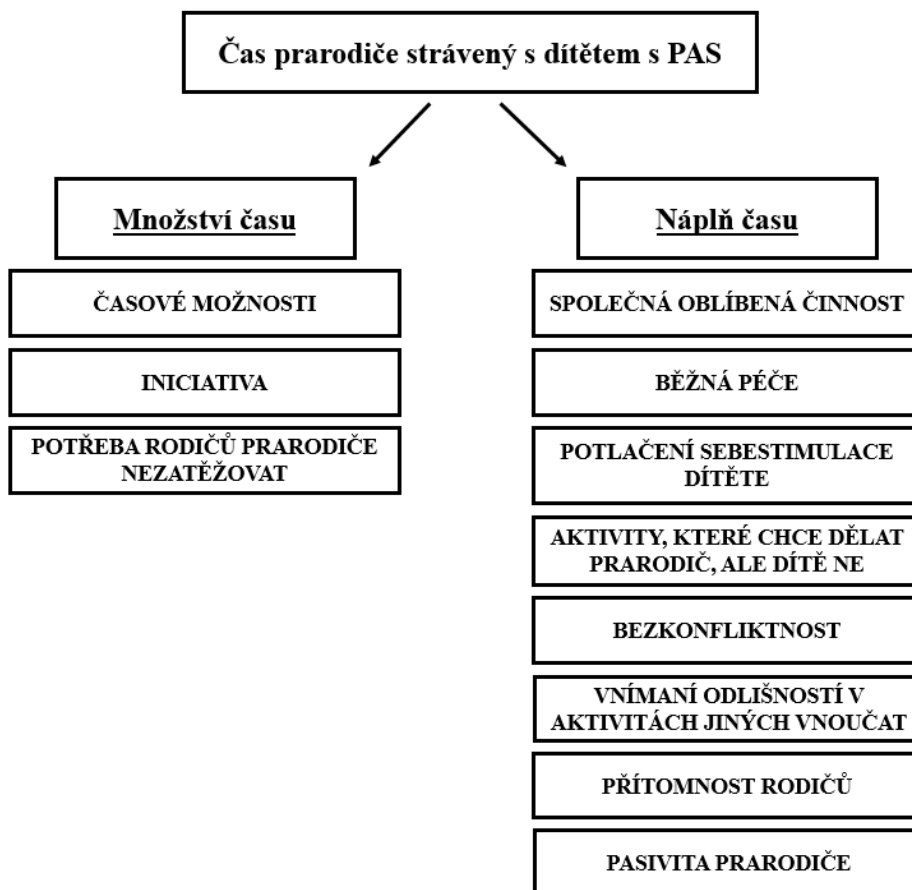 Čas prarodiče strávený s dítětem s PAS
Množství času
ČASOVÉ MOŽNOSTI
INICIATIVA
POTŘEBA RODIČŮ PRARODIČE
NEZATĚŽOVAT
Náplň času
SPOLEČNÁ OBLÍBENÁ ČINNOST
BĚŽNÁ PÉČE
POTLAČENÍ SEBESTIMULACE
DÍTĚTE
AKTIVITY, KTERÉ CHCE DĚLAT
PRARODIČ, ALE DÍTĚ NE
BEZKONFLIKTNOST
VNÍMANÍ ODLIŠNOSTÍ V
AKTIVITÁCH JINÝCH VNOUČAT
PŘÍTOMNOST RODIČŮ
PASIVITA PRARODIČE